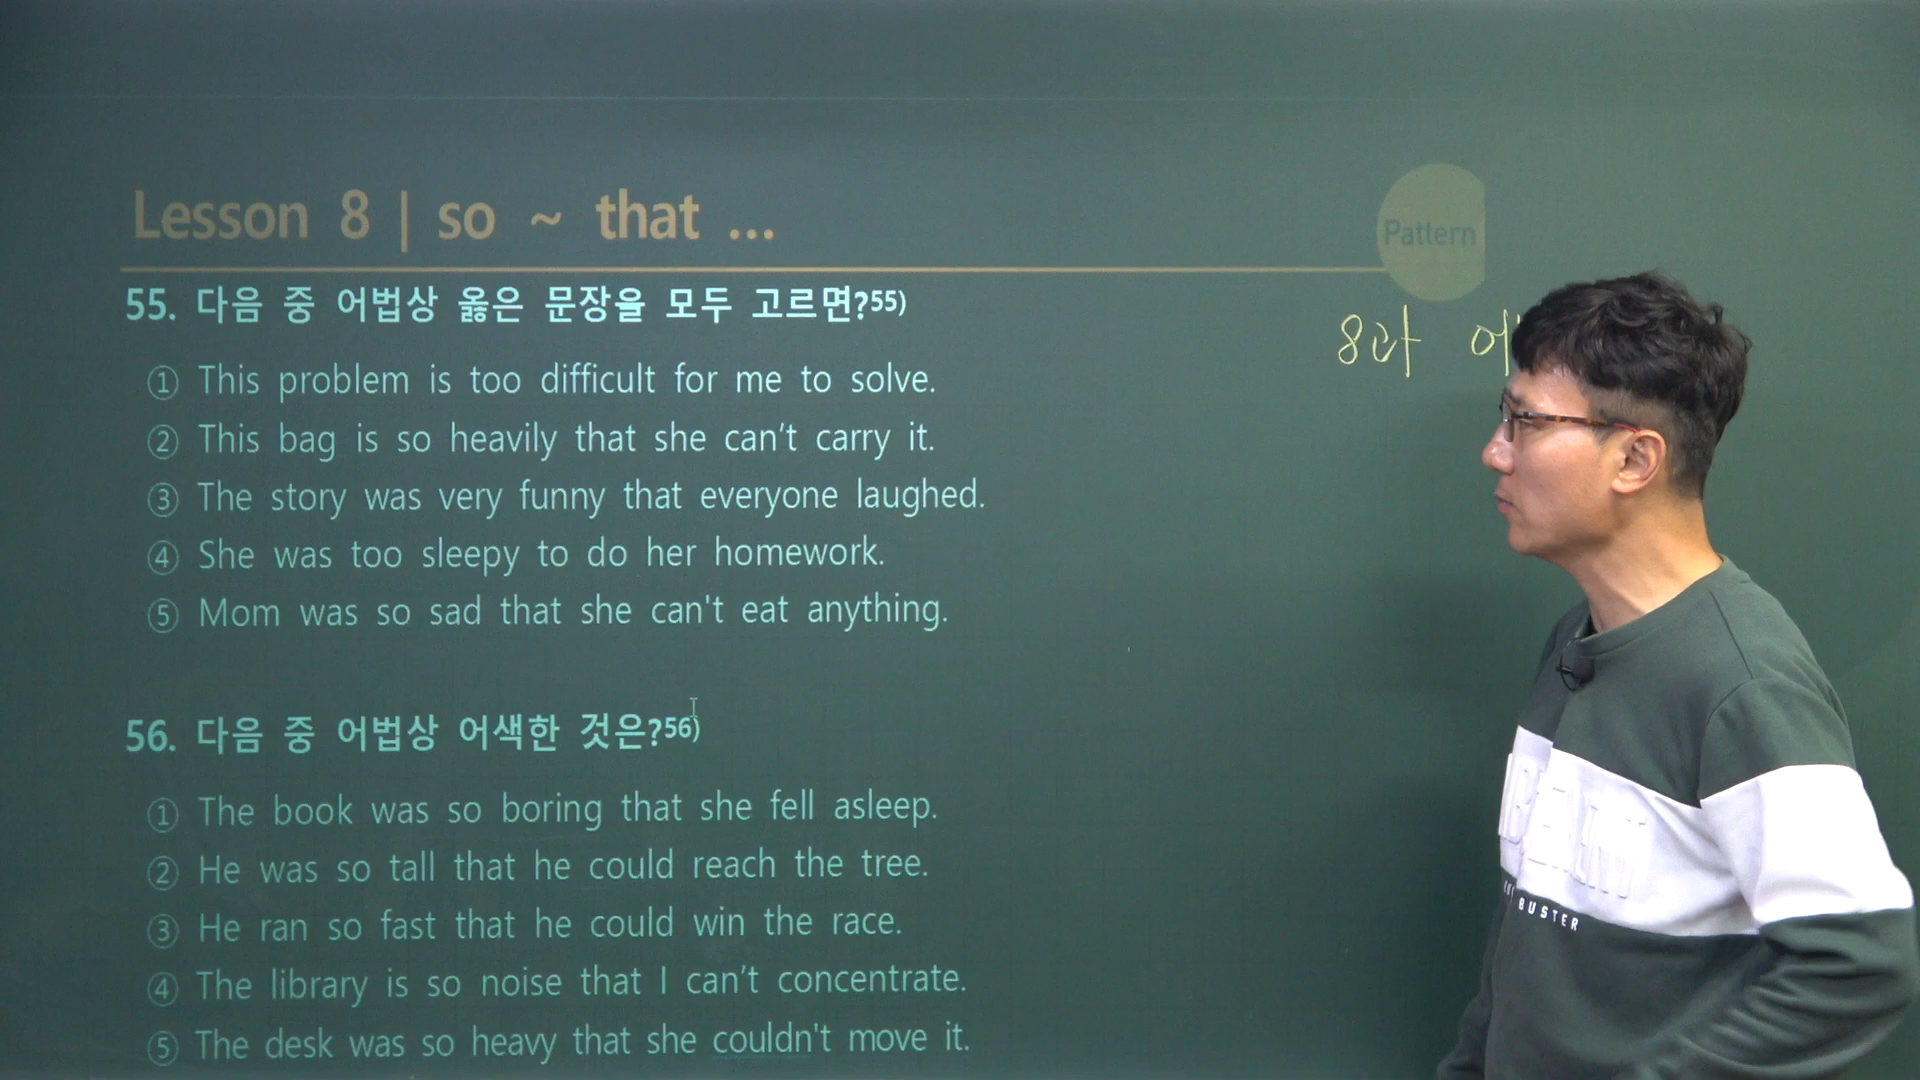 Lesson 8 | so ~ that ...
Pattern
55. 다음 중 어법상 옳은 문장을 모두 고르면?55)
8과 어
① This problem is too difficult for me to solve.
② This bag is so heavily that she can't carry it.
③ The story was very funny that everyone laughed.
④ She was too sleepy to do her homework.
⑤ Mom was so sad that she can't eat anything.
56. 다음 중 어법상 어색한 것은?56)
① The book was so boring that she fell asleep.
② He was so tall that he could reach the tree.
③ He ran so fast that he could win the race.
④ The library is so noise that I can't concentrate.
⑤ The desk was so heavy that she couldn't move it.
BUSTER